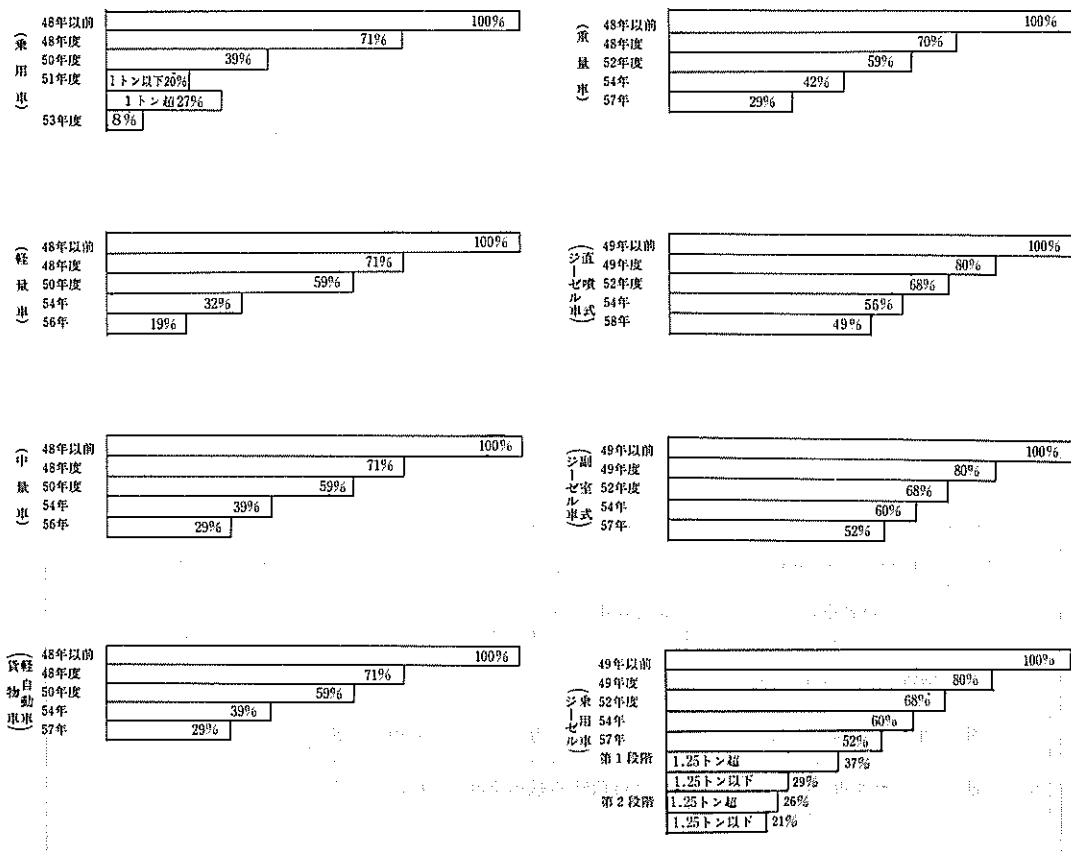 (乗用車)
48年以前 100%
48年度 71%
50年度 39%
51年度 1トン以下20%
1トン超27%
53年度 8%
(軽量車)
48年以前 100%
48年度 71%
50年度 59%
54年 32%
56年 19%
(中量車)
48年以前 100%
48年度 71%
50年度 59%
54年 39%
56年 29%
(軽自動車貨物車)
48年以前 100%
48年度 71%
50年度 59%
54年 39%
57年 29%
(重量車)
48年以前 100%
48年度 70%
52年度 59%
54年 42%
57年 29%
(直噴式ジーゼル車)
49年以前 100%
49年度 80%
52年度 68%
54年 56%
58年 49%
(副室式ジーゼル車)
49年以前 100%
49年度 80%
52年度 68%
54年 60%
57年 52%
(乗用車ジーゼル)
49年以前 100%
49年度 80%
52年度 68%
54年 60%
57年 52%
第1段階 1.25トン超 37%
1.25トン以下 29%
第2段階 1.25トン超 26%
1.25トン以下 21%